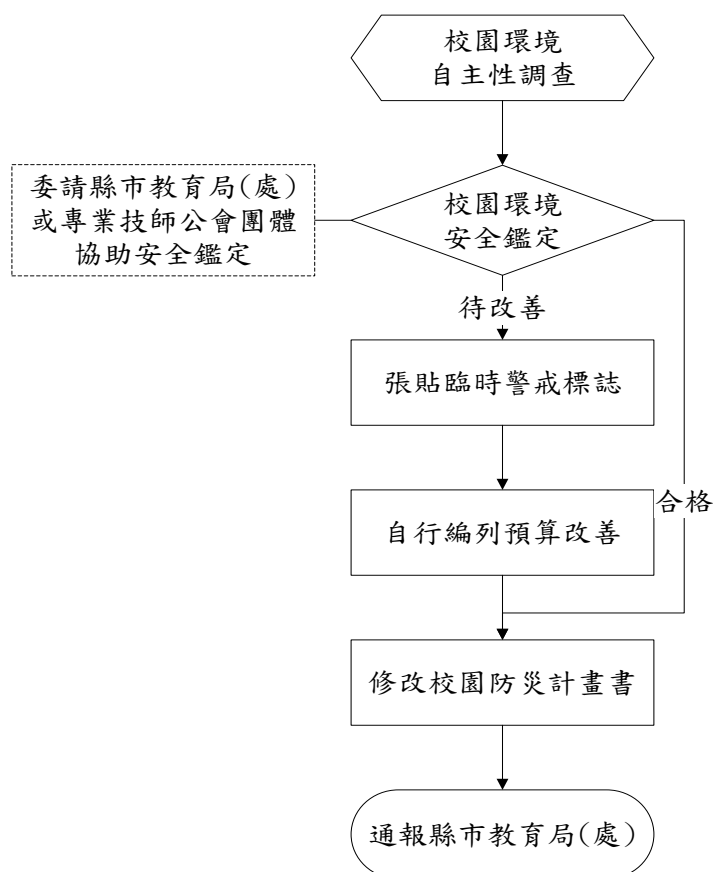 校園環境
自主性調查
委請縣市教育局(處)
或專業技師公會團體
協助安全鑑定
校園環境
安全鑑定
待改善
張貼臨時警戒標誌
合格
自行編列預算改善
修改校園防災計畫書
通報縣市教育局(處)